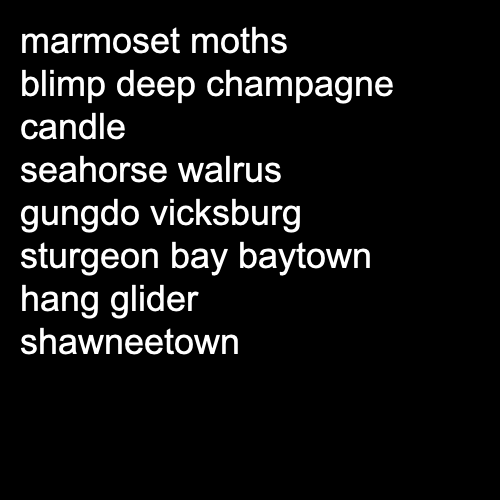 marmoset moths
blimp deep champagne
candle
seahorse walrus
gungdo vicksburg
sturgeon bay baytown
hang glider
shawneetown